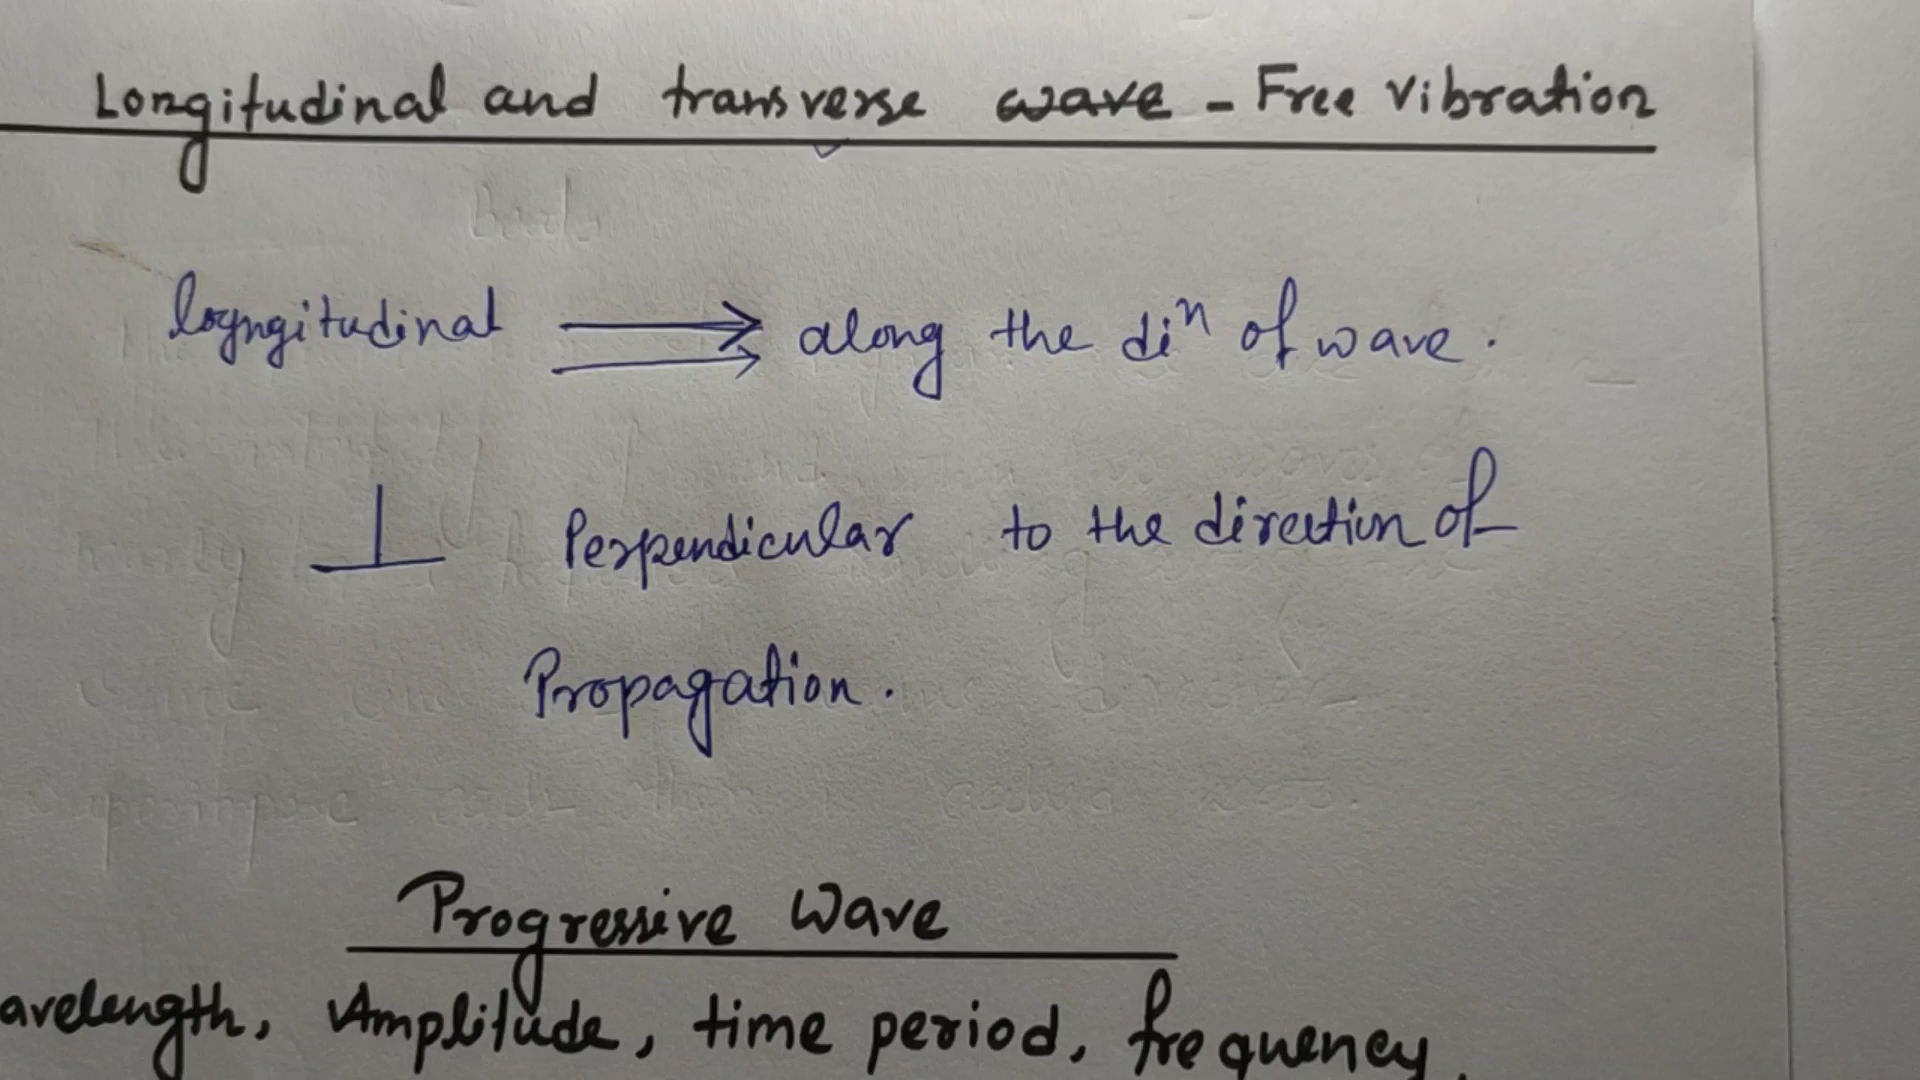 Longitudinal and transverse wave - Free Vibration
loyngitudinal ⇒ along the diⁿ of wave.
⊥ Perpendicular to the direction of
Propagation.
Progressive Wave
avelength, Amplitude, time period, frequency,